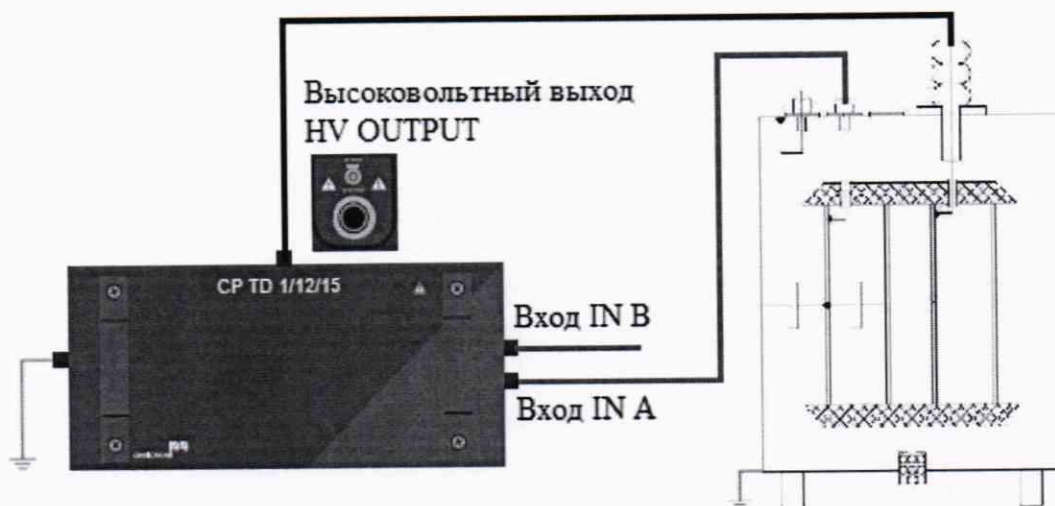 Высоковольтный выход
HV OUTPUT
CP TD 1/12/15
Вход IN B
Вход IN A